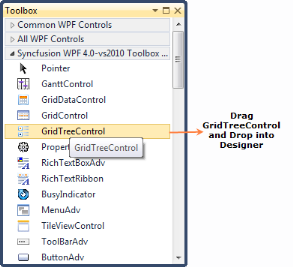 Toolbox
Common WPF Controls
All WPF Controls
Syncfusion WPF 4.0-vs2010 Toolbox ...
Pointer
GanttControl
GridDataControl
GridControl
GridTreeControl
Drag
GridTreeControl
and Drop into
Designer
GridTreeControl
RichTextBoxAdv
RichTextRibbon
BusyIndicator
MenuAdv
TileViewControl
ToolBarAdv
ButtonAdv